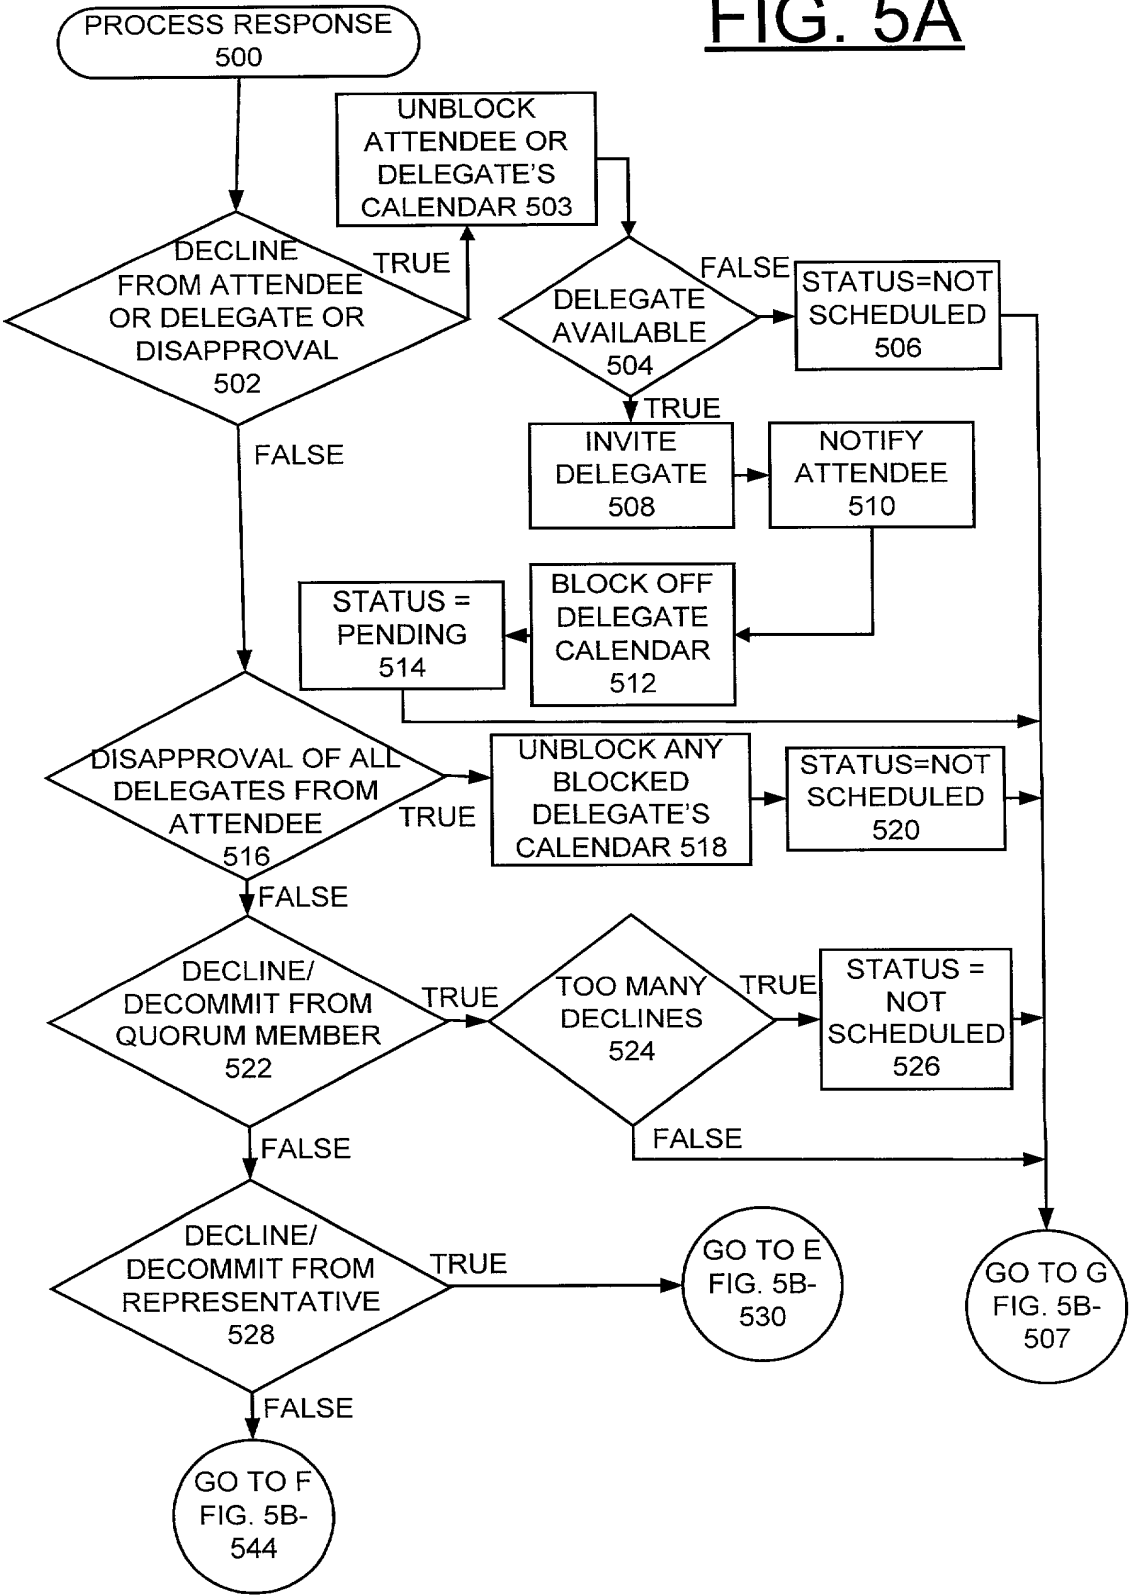 FIG. 5A
PROCESS RESPONSE
500
UNBLOCK
ATTENDEE OR
DELEGATE'S
CALENDAR 503
DECLINE
FROM ATTENDEE
OR DELEGATE OR
DISAPPROVAL
502
TRUE
FALSE
DELEGATE
AVAILABLE
504
FALSE
STATUS=NOT
SCHEDULED
506
TRUE
INVITE
DELEGATE
508
NOTIFY
ATTENDEE
510
BLOCK OFF
DELEGATE
CALENDAR
512
STATUS =
PENDING
514
DISAPPROVAL OF ALL
DELEGATES FROM
ATTENDEE
516
TRUE
UNBLOCK ANY
BLOCKED
DELEGATE'S
CALENDAR 518
STATUS=NOT
SCHEDULED
520
FALSE
DECLINE/
DECOMMIT FROM
QUORUM MEMBER
522
TRUE
TOO MANY
DECLINES
524
TRUE
STATUS =
NOT
SCHEDULED
526
FALSE
FALSE
DECLINE/
DECOMMIT FROM
REPRESENTATIVE
528
TRUE
GO TO E
FIG. 5B-
530
GO TO G
FIG. 5B-
507
FALSE
GO TO F
FIG. 5B-
544